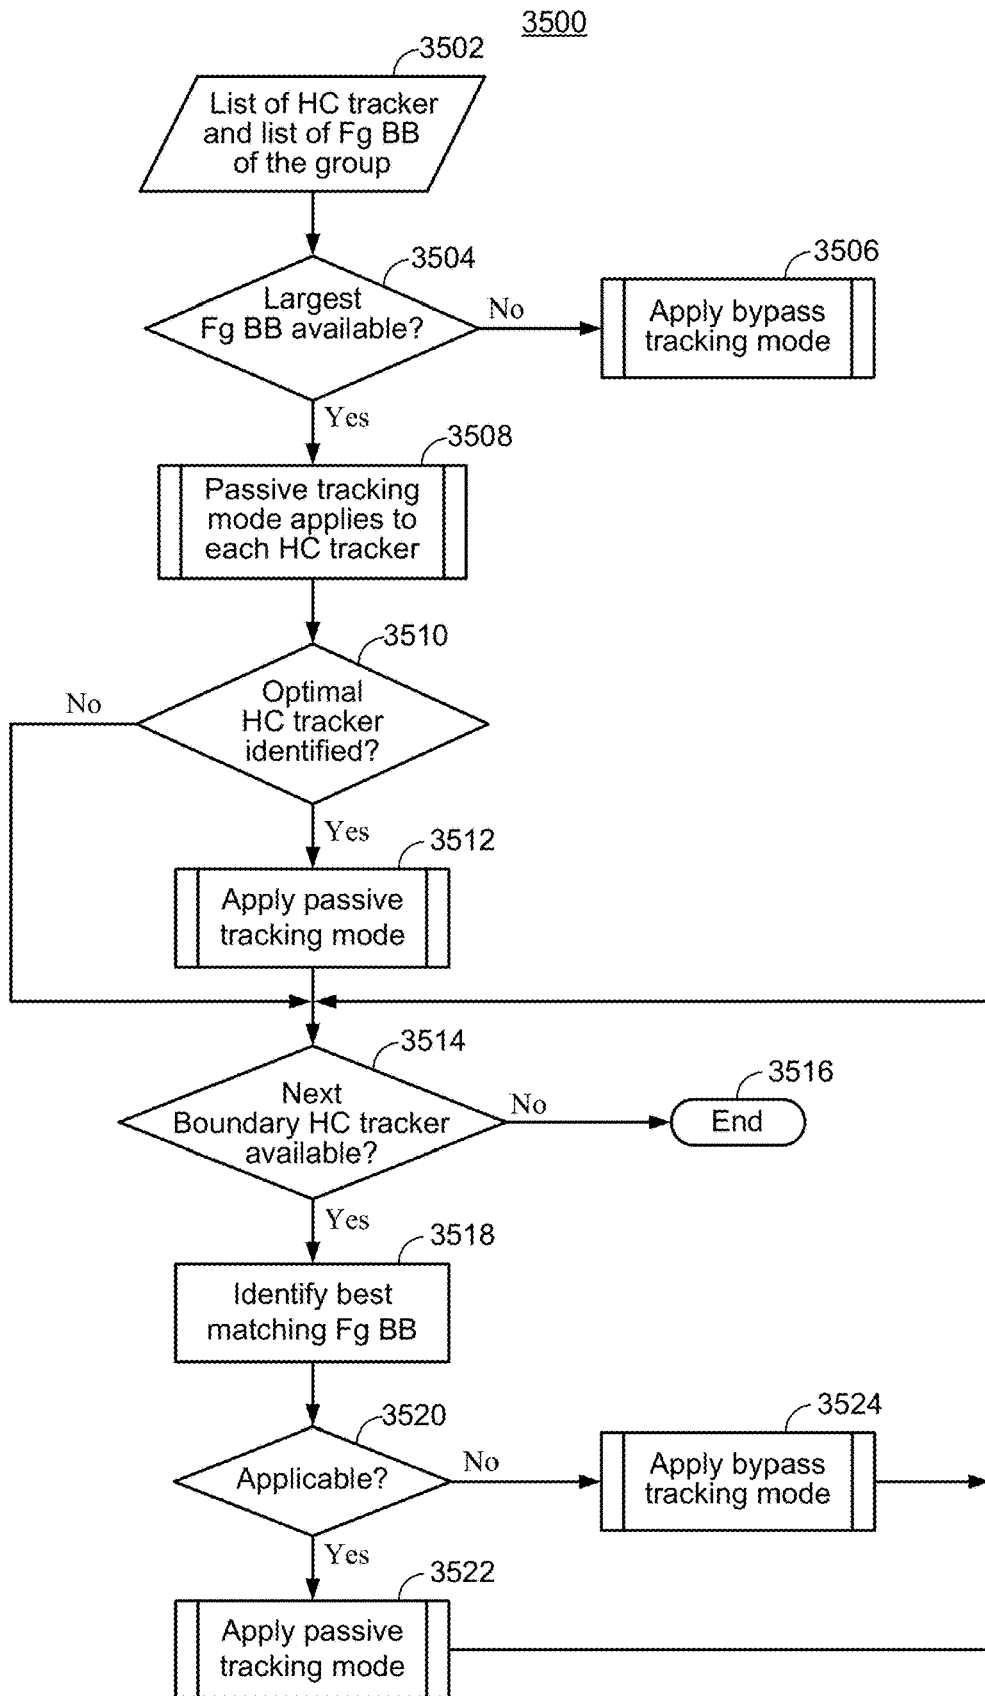 3500
3502
List of HC tracker
and list of Fg BB
of the group
3504
Largest
Fg BB available?
No
3506
Apply bypass
tracking mode
Yes
3508
Passive tracking
mode applies to
each HC tracker
3510
Optimal
HC tracker
identified?
No
Yes
3512
Apply passive
tracking mode
3514
Next
Boundary HC tracker
available?
No
3516
End
Yes
3518
Identify best
matching Fg BB
3520
Applicable?
No
3524
Apply bypass
tracking mode
Yes
3522
Apply passive
tracking mode